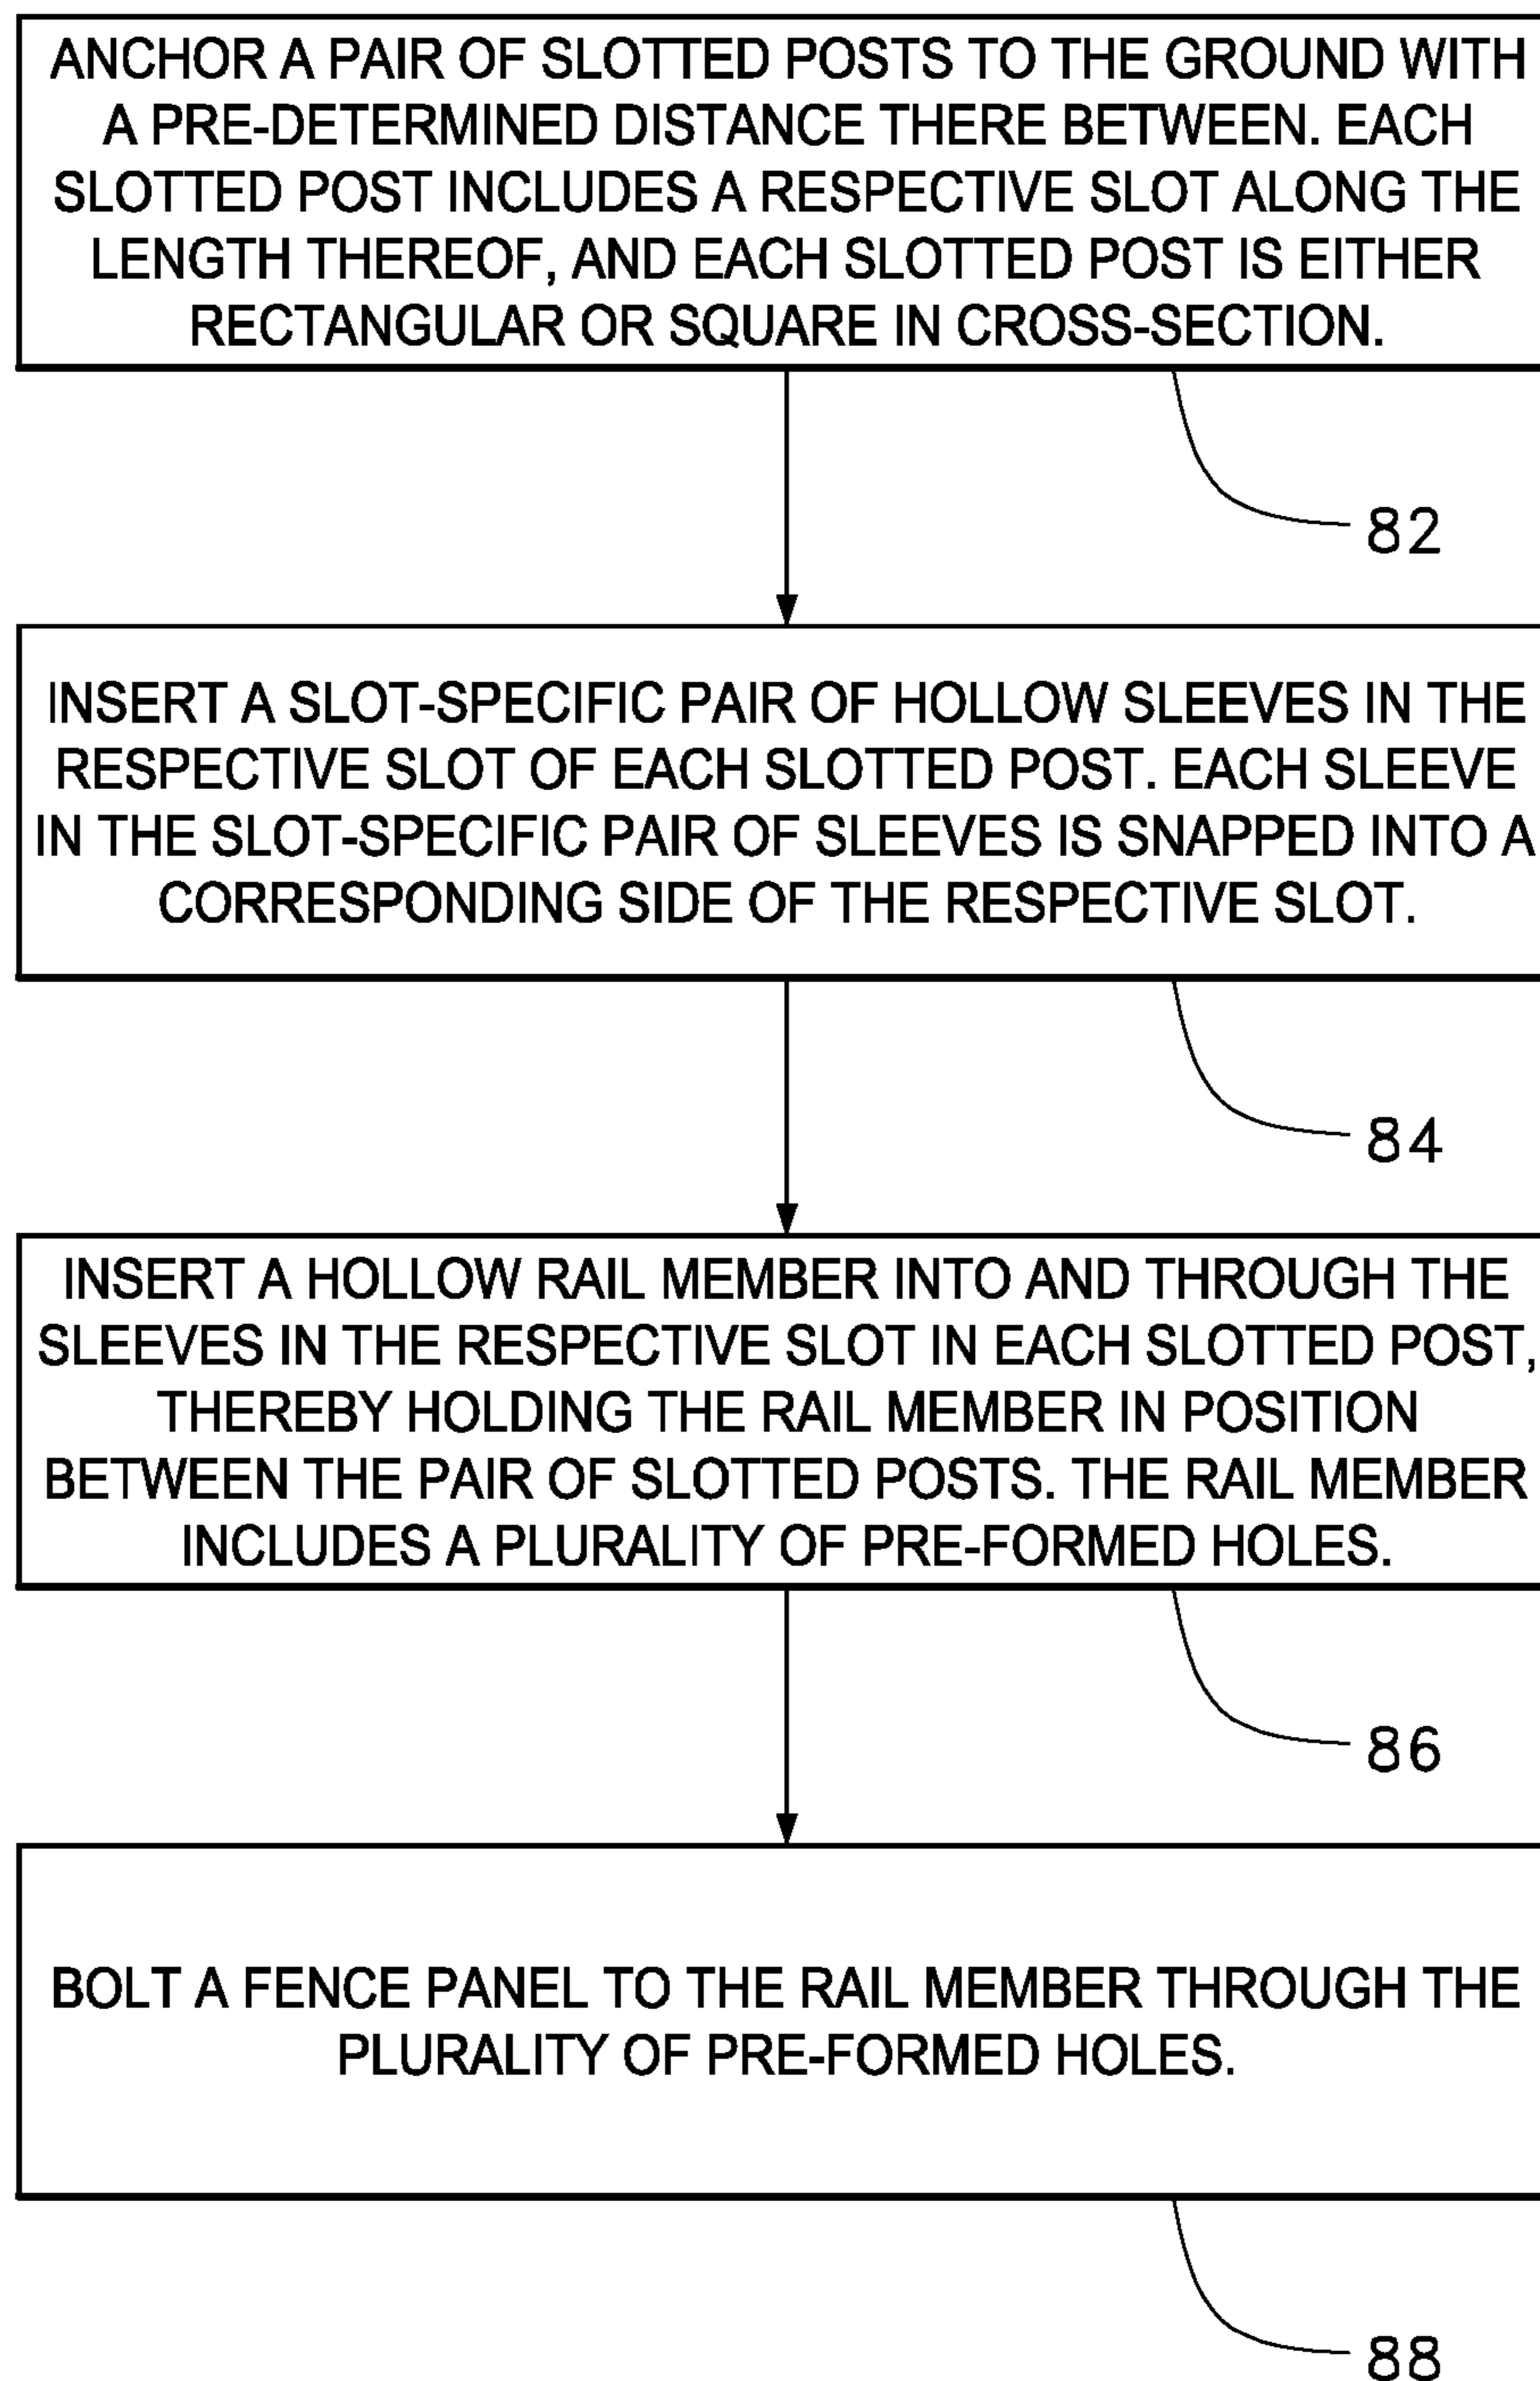 ANCHOR A PAIR OF SLOTTED POSTS TO THE GROUND WITH
A PRE-DETERMINED DISTANCE THERE BETWEEN. EACH
SLOTTED POST INCLUDES A RESPECTIVE SLOT ALONG THE
LENGTH THEREOF, AND EACH SLOTTED POST IS EITHER
RECTANGULAR OR SQUARE IN CROSS-SECTION.
82
INSERT A SLOT-SPECIFIC PAIR OF HOLLOW SLEEVES IN THE
RESPECTIVE SLOT OF EACH SLOTTED POST. EACH SLEEVE
IN THE SLOT-SPECIFIC PAIR OF SLEEVES IS SNAPPED INTO A
CORRESPONDING SIDE OF THE RESPECTIVE SLOT.
84
INSERT A HOLLOW RAIL MEMBER INTO AND THROUGH THE
SLEEVES IN THE RESPECTIVE SLOT IN EACH SLOTTED POST,
THEREBY HOLDING THE RAIL MEMBER IN POSITION
BETWEEN THE PAIR OF SLOTTED POSTS. THE RAIL MEMBER
INCLUDES A PLURALITY OF PRE-FORMED HOLES.
86
BOLT A FENCE PANEL TO THE RAIL MEMBER THROUGH THE
PLURALITY OF PRE-FORMED HOLES.
88